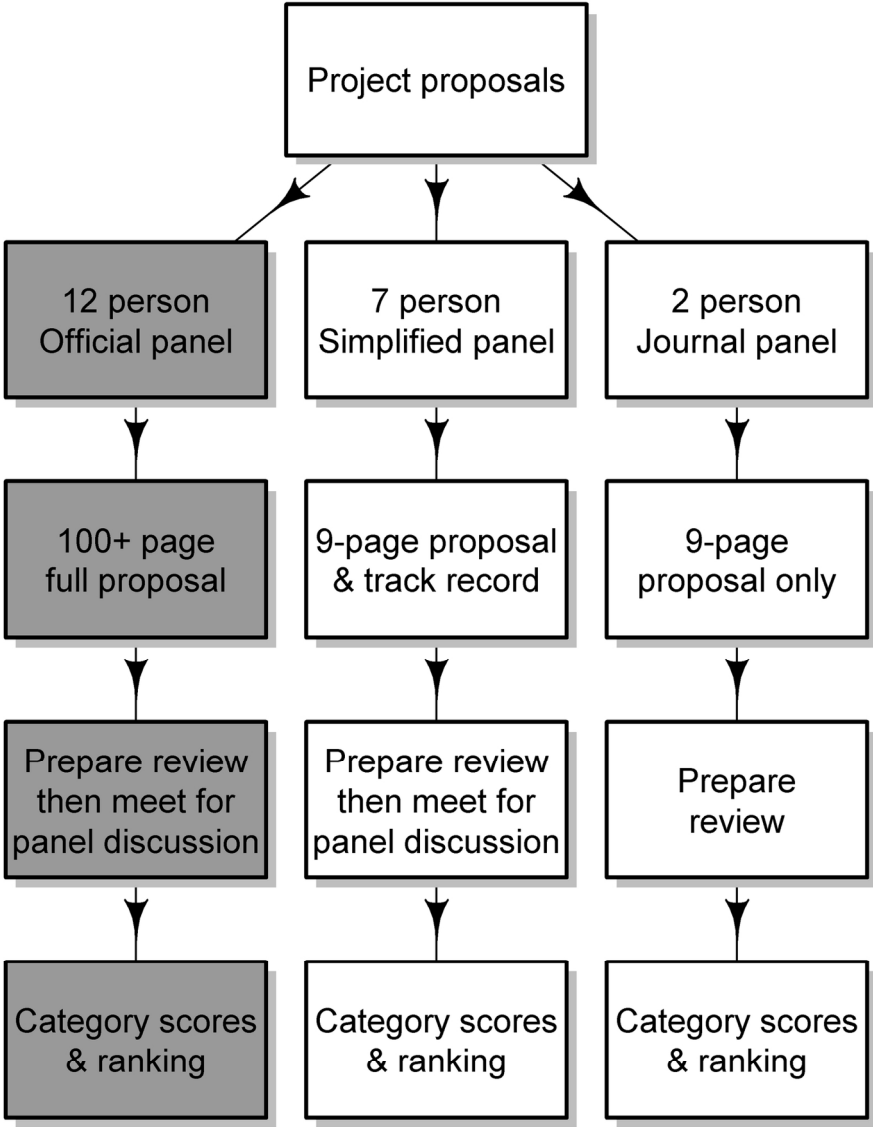 Project proposals
12 person
Official panel
7 person
Simplified panel
2 person
Journal panel
100+ page
full proposal
9-page proposal
& track record
9-page
proposal only
Prepare review
then meet for
panel discussion
Prepare review
then meet for
panel discussion
Prepare
review
Category scores
& ranking
Category scores
& ranking
Category scores
& ranking